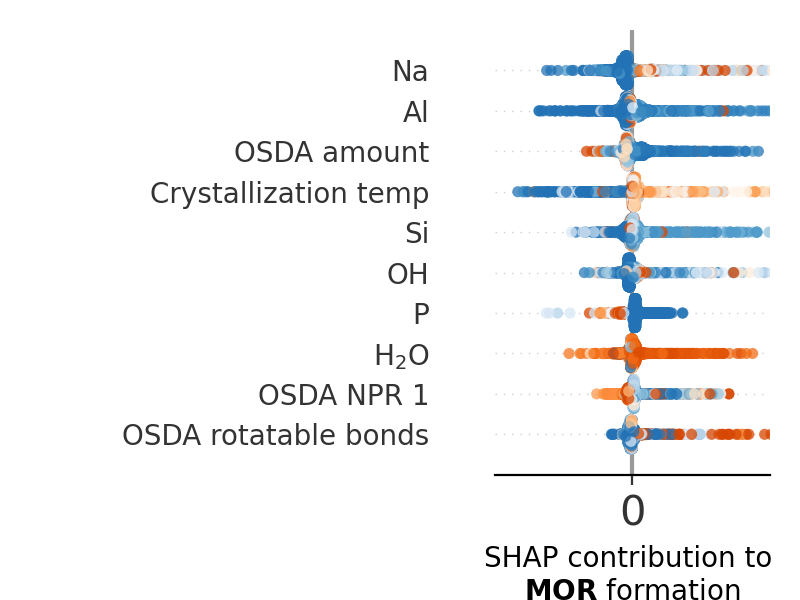 Na
Al
OSDA amount
Crystallization temp
Si
OH
P
H₂O
OSDA NPR 1
OSDA rotatable bonds
0
SHAP contribution to
MOR formation